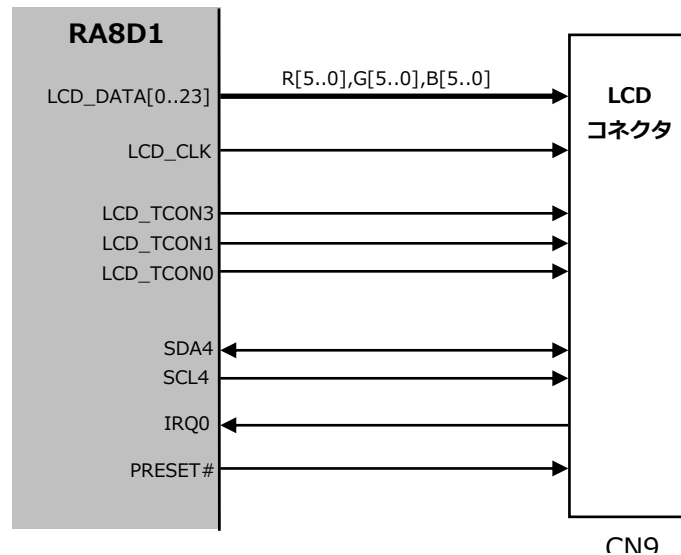 RA8D1
R[5..0],G[5..0],B[5..0]
LCD_DATA[0..23]
LCD
コネクタ
LCD_CLK
LCD_TCON3
LCD_TCON1
LCD_TCON0
SDA4
SCL4
IRQ0
PRESET#
CN9